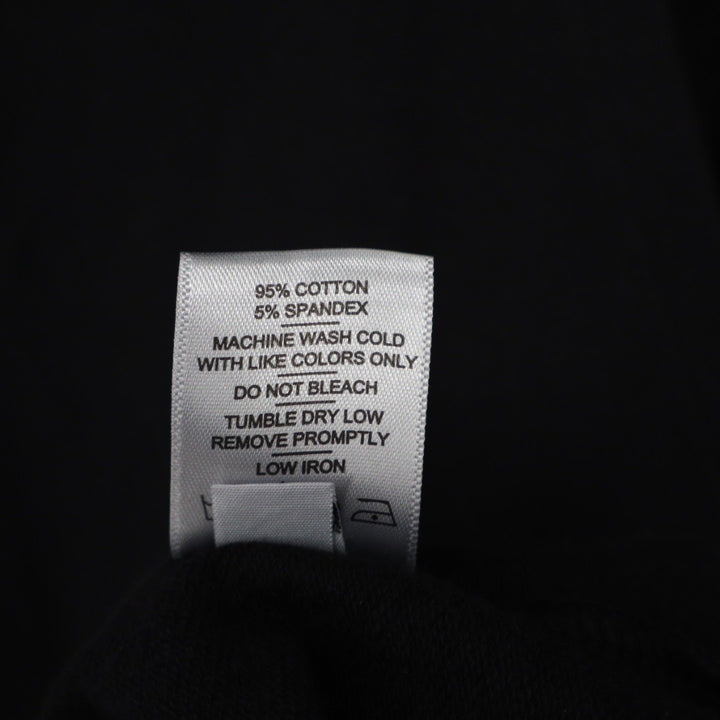 95% COTTON
5% SPANDEX
MACHINE WASH COLD
WITH LIKE COLORS ONLY
DO NOT BLEACH
TUMBLE DRY LOW
REMOVE PROMPTLY
LOW IRON